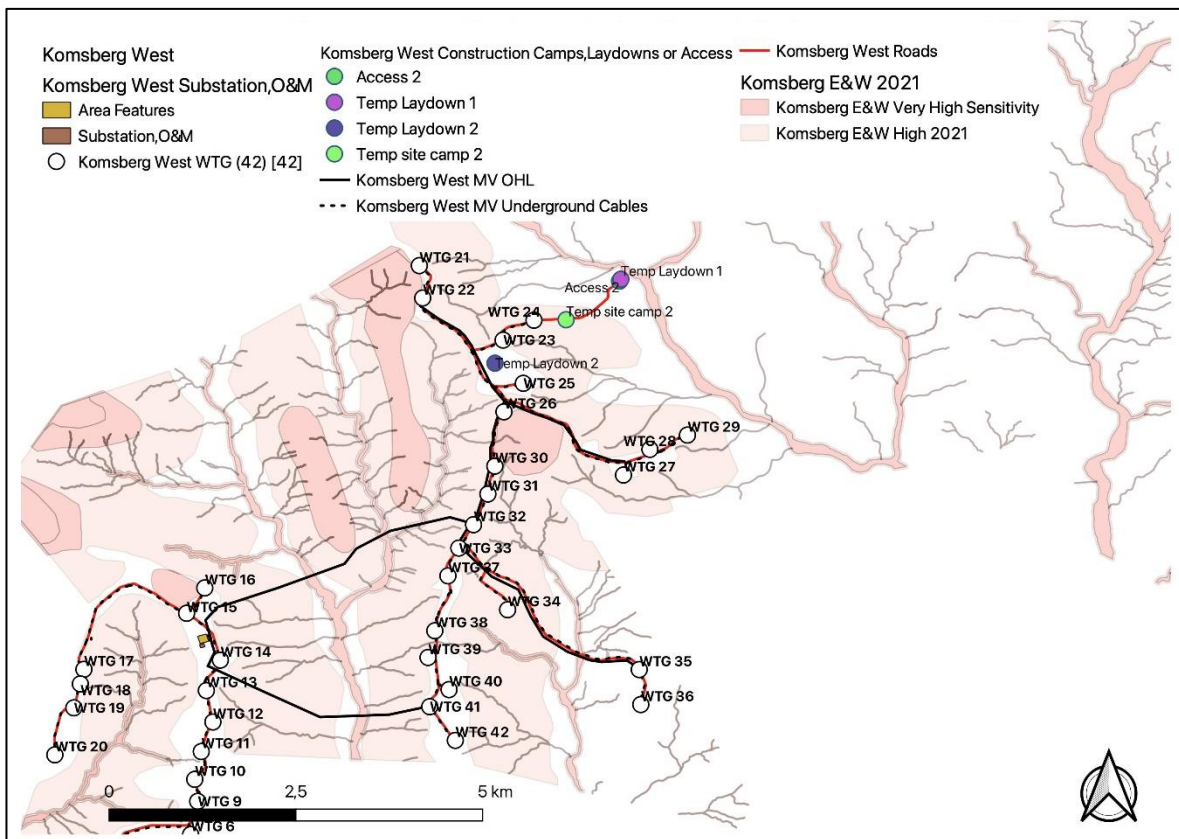 Komsberg West
Komsberg West Substation,O&M
Area Features
Substation,O&M
Komsberg West WTG (42) [42]
Komsberg West Construction Camps,Laydowns or Access
Access 2
Temp Laydown 1
Temp Laydown 2
Temp site camp 2
Komsberg West MV OHL
Komsberg West MV Underground Cables
Komsberg West Roads
Komsberg E&W 2021
Komsberg E&W Very High Sensitivity
Komsberg E&W High 2021
WTG 21
Temp Laydown 1
Access 2
WTG 22
WTG 24
Temp site camp 2
WTG 23
Temp Laydown 2
WTG 25
WTG 26
WTG 29
WTG 28
WTG 27
WTG 30
WTG 31
WTG 32
WTG 33
WTG 37
WTG 16
WTG 15
WTG 34
WTG 38
WTG 39
WTG 14
WTG 17
WTG 35
WTG 18
WTG 13
WTG 40
WTG 19
WTG 41
WTG 36
WTG 12
WTG 42
WTG 11
WTG 20
WTG 10
0
2,5
5 km
WTG 9
WTG 6